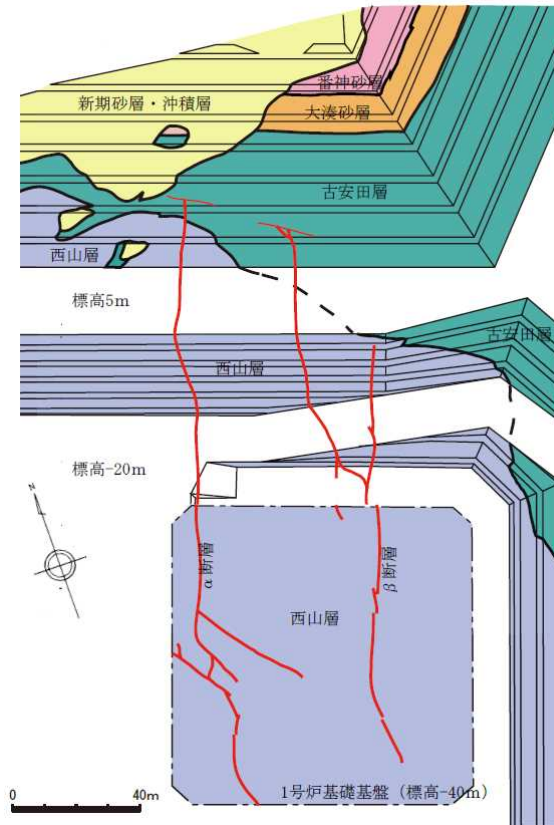 番神砂層
新期砂層・沖積層
大湊砂層
古安田層
西山層
標高5m
古安田層
西山層
標高-20m
N
α断層
β断層
西山層
1号炉基礎基盤（標高-40m）
0 40m